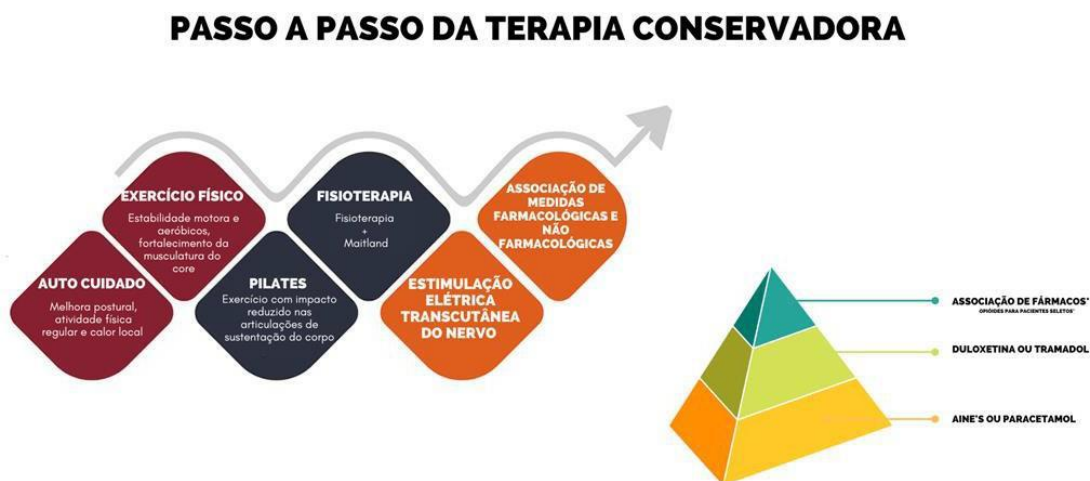 PASSO A PASSO DA TERAPIA CONSERVADORA
AUTO CUIDADO
Melhora postural,
atividade física
regular e calor local
EXERCÍCIO FÍSICO
Estabilidade motora e
aeróbicos,
fortalecimento da
musculatura do
core
PILATES
Exercício com impacto
reduzido nas
articulações de
sustentação do corpo
FISIOTERAPIA
Fisioterapia
+
Maitland
ESTIMULAÇÃO
ELÉTRICA
TRANSCUTÂNEA
DO NERVO
ASSOCIAÇÃO DE
MEDIDAS
FARMACOLÓGICAS E
NÃO
FARMACOLÓGICAS
ASSOCIAÇÃO DE FÁRMACOS*
OPIÓIDES PARA PACIENTES SELETOS*
DULOXETINA OU TRAMADOL
AINE'S OU PARACETAMOL